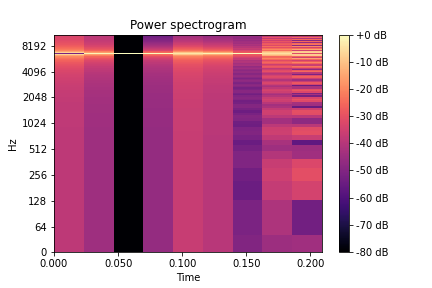 Power spectrogram
8192
4096
2048
1024
512
256
128
64
0
Hz
0.000 0.050 0.100 0.150 0.200
Time
+0 dB
-10 dB
-20 dB
-30 dB
-40 dB
-50 dB
-60 dB
-70 dB
-80 dB